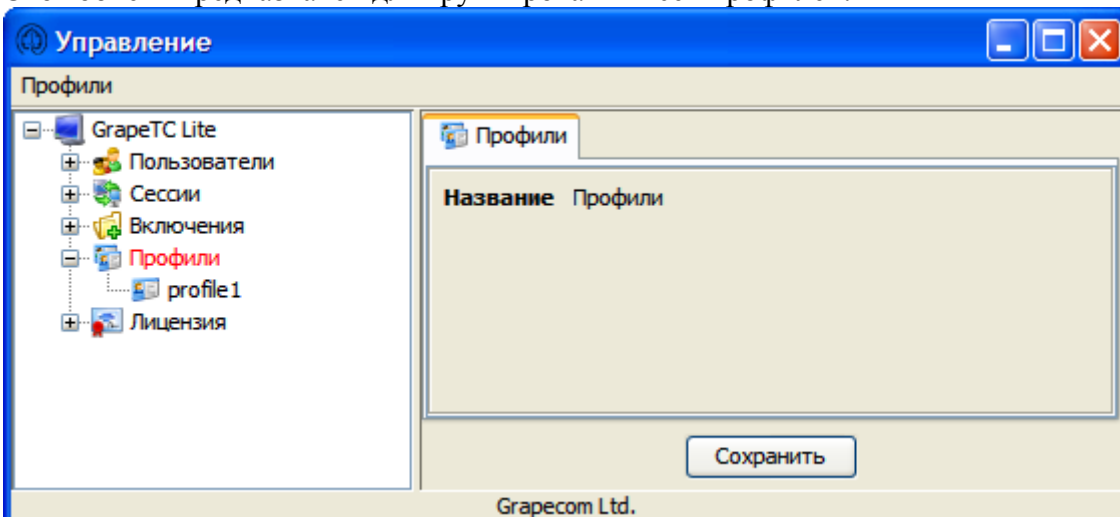 Управление
Профили
GrapeTC Lite
Пользователи
Сессии
Включения
Профили
profile1
Лицензия
Профили
Название Профили
Сохранить
Grapecom Ltd.